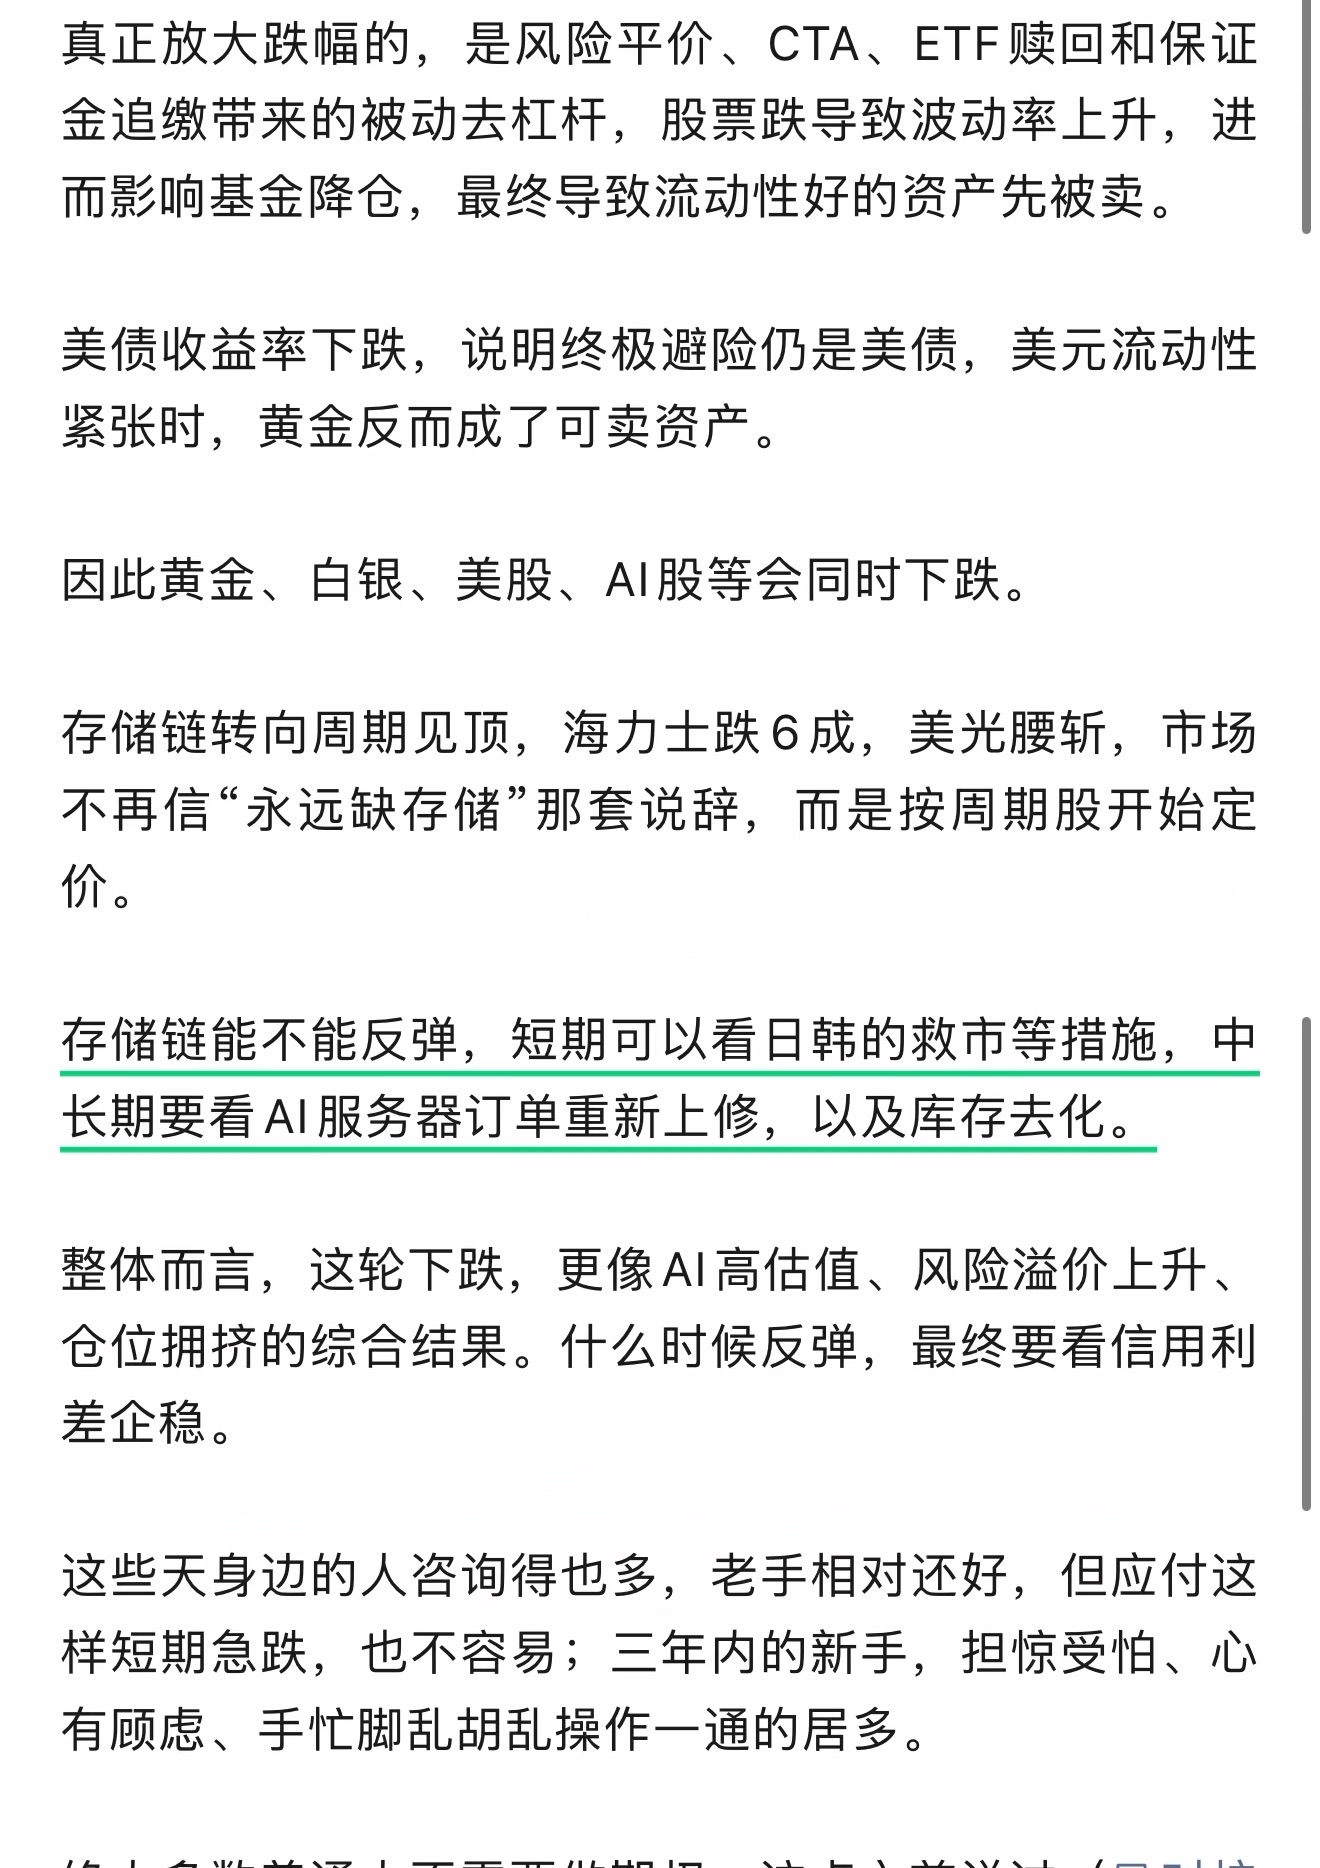 真正放大跌幅的，是风险平价、CTA、ETF赎回和保证
金追缴带来的被动去杠杆，股票跌导致波动率上升，进
而影响基金降仓，最终导致流动性好的资产先被卖。
美债收益率下跌，说明终极避险仍是美债，美元流动性
紧张时，黄金反而成了可卖资产。
因此黄金、白银、美股、AI股等会同时下跌。
存储链转向周期见顶，海力士跌6成，美光腰斩，市场
不再信“永远缺存储”那套说辞，而是按周期股开始定
价。
存储链能不能反弹，短期可以看日韩的救市等措施，中
长期要看AI服务器订单重新上修，以及库存去化。
整体而言，这轮下跌，更像AI高估值、风险溢价上升、
仓位拥挤的综合结果。什么时候反弹，最终要看信用利
差企稳。
这些天身边的人咨询得也多，老手相对还好，但应付这
样短期急跌，也不容易；三年内的新手，担惊受怕、心
有顾虑、手忙脚乱胡乱操作一通的居多。